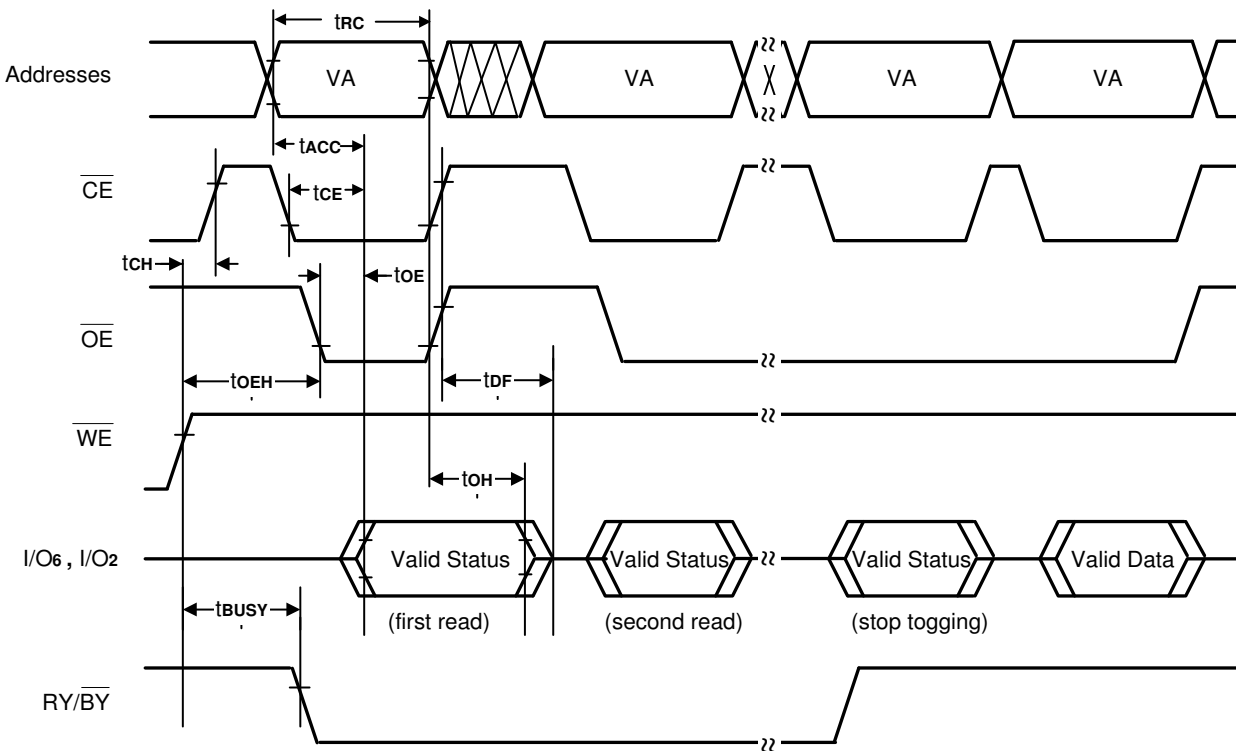 tRC
Addresses VA VA VA VA
tACC
CE
tCE
tCH
tOE
OE
tOEH
tDF
WE
tOH
I/O6 , I/O2 Valid Status Valid Status Valid Status Valid Data
tBUSY
(first read) (second read) (stop togging)
RY/BY